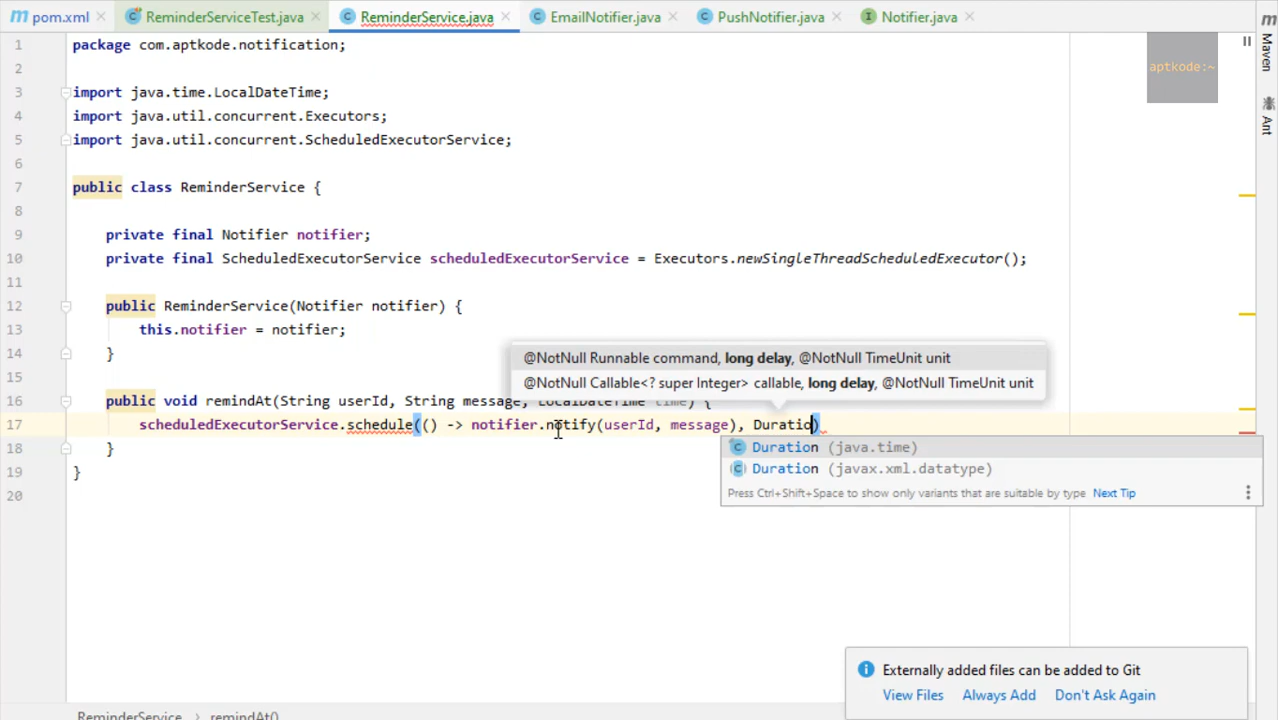 pom.xml ReminderServiceTest.java ReminderService.java EmailNotifier.java PushNotifier.java Notifier.java
1 package com.aptkode.notification;
aptkode:~
Maven
2
3 import java.time.LocalDateTime;
4 import java.util.concurrent.Executors;
Ant
5 import java.util.concurrent.ScheduledExecutorService;
6
7 public class ReminderService {
8
9 private final Notifier notifier;
10 private final ScheduledExecutorService scheduledExecutorService = Executors.newSingleThreadScheduledExecutor();
11
12 public ReminderService(Notifier notifier) {
13 this.notifier = notifier;
14 }
@NotNull Runnable command, long delay, @NotNull TimeUnit unit
15
@NotNull Callable<? super Integer> callable, long delay, @NotNull TimeUnit unit
16 public void remindAt(String userId, String message, LocalDateTime time) {
17 scheduledExecutorService.schedule(() -> notifier.notify(userId, message), Duratio)
18 }
Duration (java.time)
19 }
Duration (javax.xml.datatype)
20
Press Ctrl+Shift+Space to show only variants that are suitable by type Next Tip
Externally added files can be added to Git
View Files Always Add Don't Ask Again
ReminderService › remindAt()